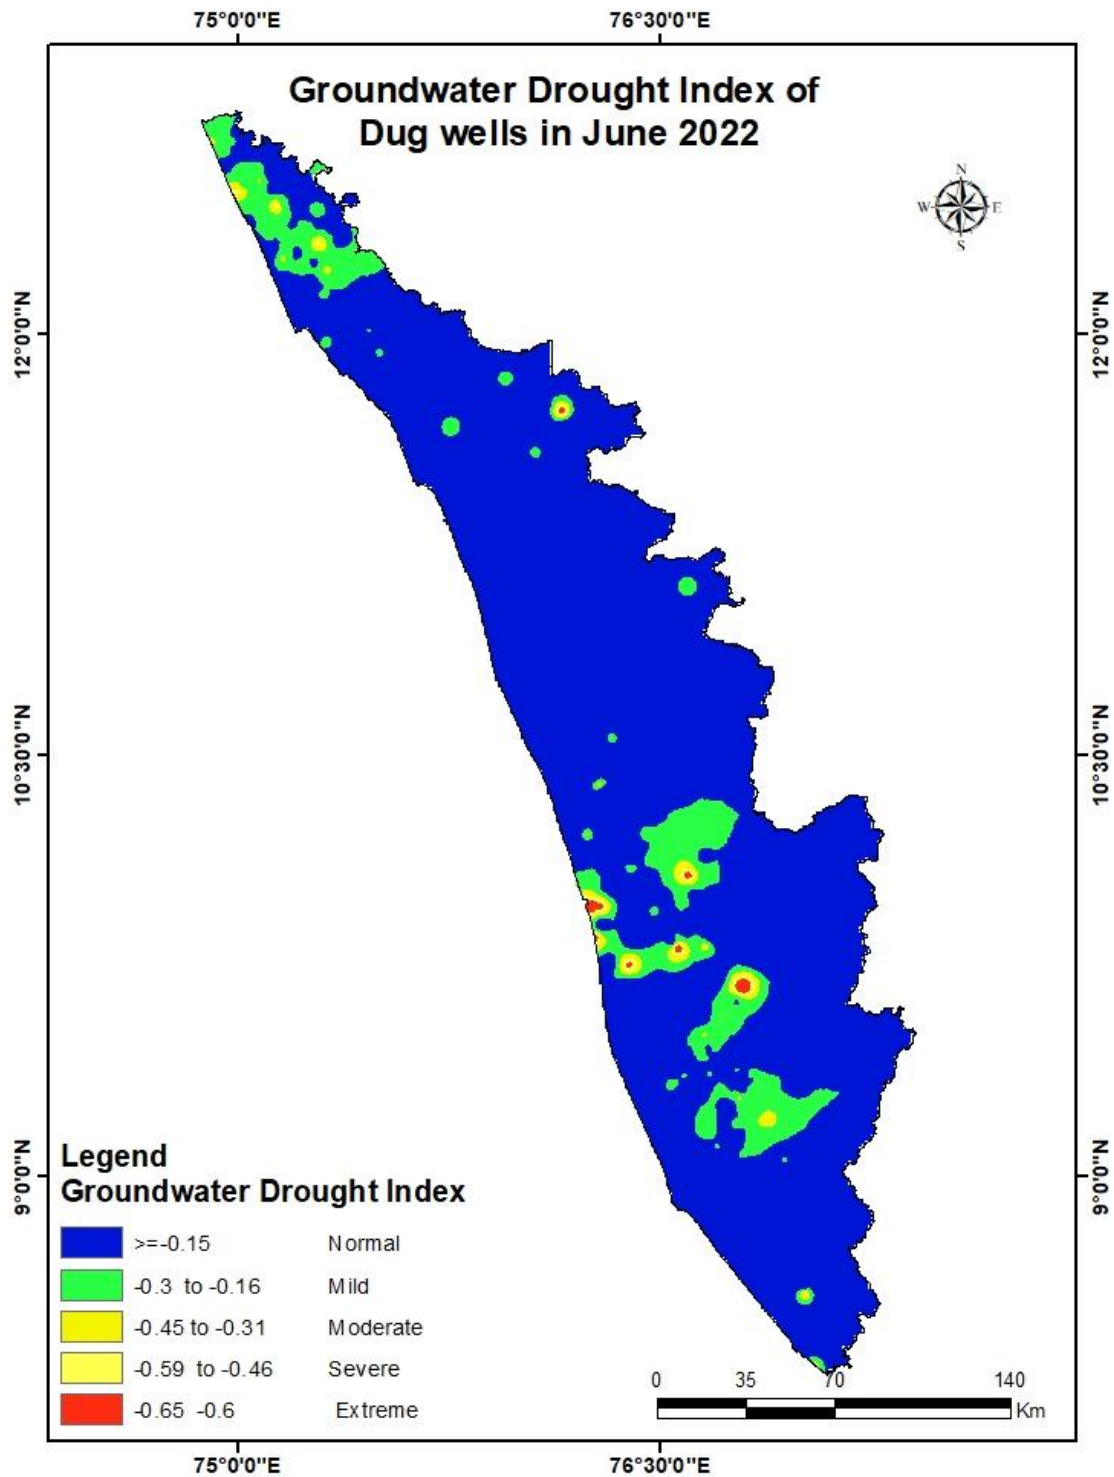 75°0'0"E 76°30'0"E
Groundwater Drought Index of
Dug wells in June 2022
N
W E
S
12°0'0"N 12°0'0"N
10°30'0"N 10°30'0"N
9°0'0"N 9°0'0"N
Legend
Groundwater Drought Index
>=-0.15 Normal
-0.3 to -0.16 Mild
-0.45 to -0.31 Moderate
-0.59 to -0.46 Severe
-0.65 -0.6 Extreme
0 35 70 140
Km
75°0'0"E 76°30'0"E